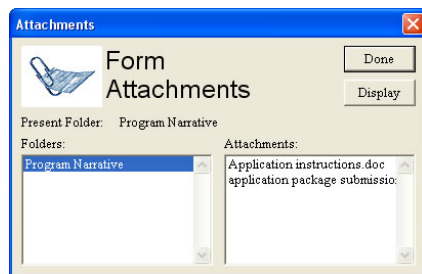 Attachments
Form
Attachments
Done
Display
Present Folder: Program Narrative
Folders:
Attachments:
Program Narrative
Application instructions.doc
application package submissio